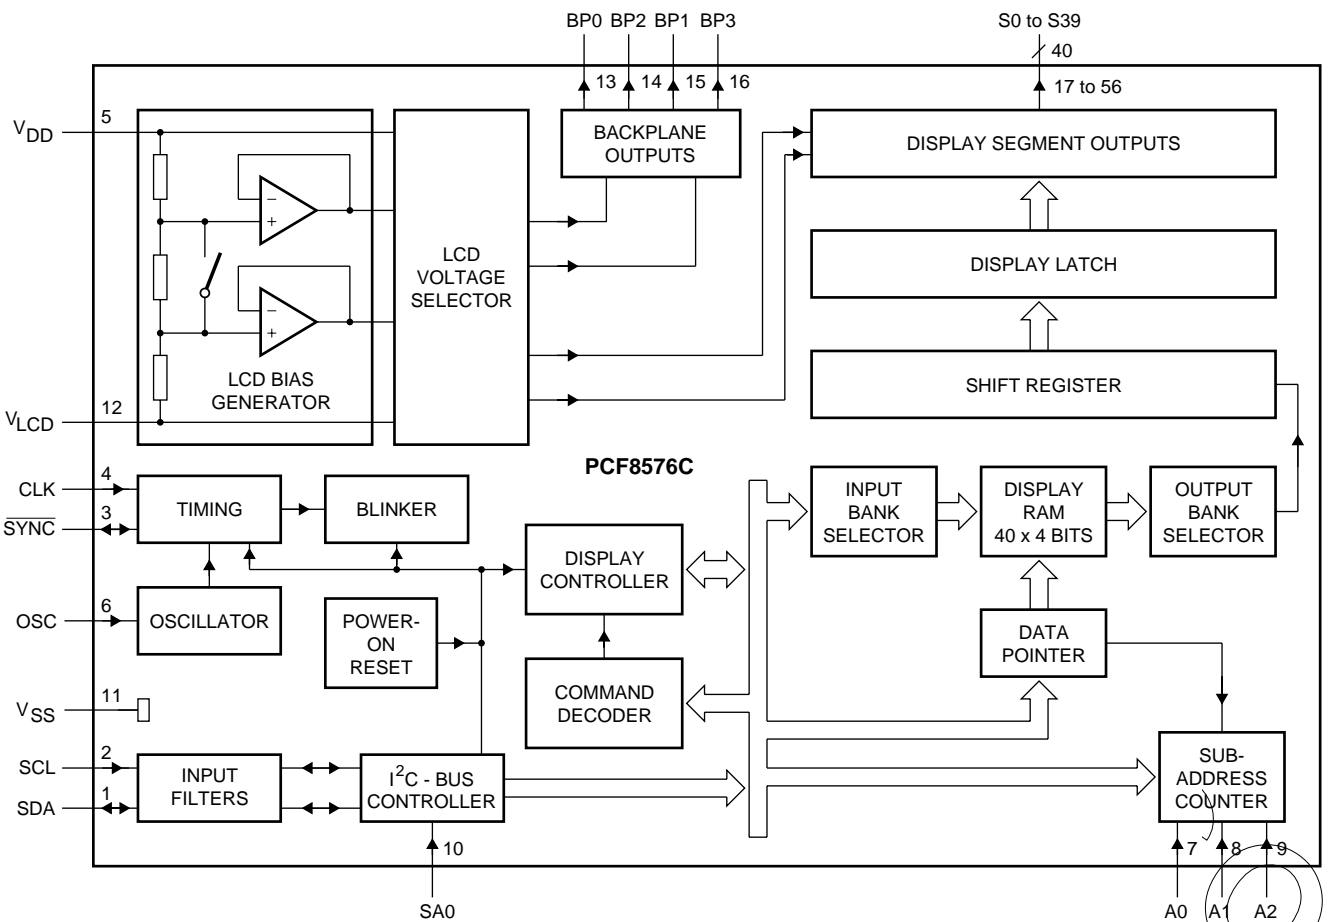 BP0 BP2 BP1 BP3
S0 to S39
40
13 14 15 16
17 to 56
VDD
5
BACKPLANE
OUTPUTS
DISPLAY SEGMENT OUTPUTS
−
+
LCD
VOLTAGE
SELECTOR
DISPLAY LATCH
−
+
LCD BIAS
GENERATOR
SHIFT REGISTER
VLCD
12
PCF8576C
CLK
4
SYNC
3
TIMING
BLINKER
INPUT
BANK
SELECTOR
DISPLAY
RAM
40 x 4 BITS
OUTPUT
BANK
SELECTOR
DISPLAY
CONTROLLER
OSC
6
OSCILLATOR
POWER-
ON
RESET
DATA
POINTER
COMMAND
DECODER
VSS
11
SCL
2
SDA
1
INPUT
FILTERS
I2C - BUS
CONTROLLER
SUB-
ADDRESS
COUNTER
10
7 8 9
SA0
A0 A1 A2